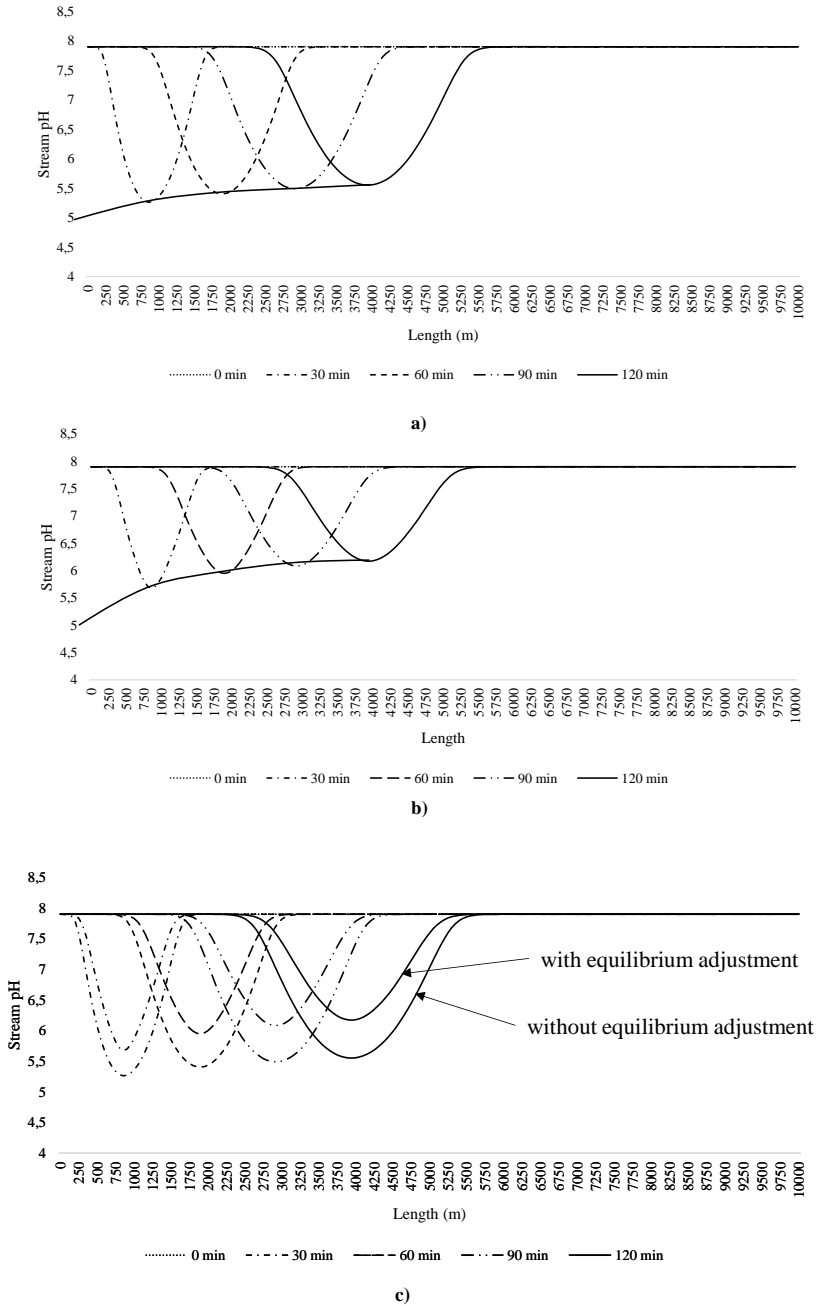 8,5
8
7,5
7
6,5
6
5,5
5
4,5
4
Stream pH
0 250 500 750 1000 1250 1500 1750 2000 2250 2500 2750 3000 3250 3500 3750 4000 4250 4500 4750 5000 5250 5500 5750 6000 6250 6500 6750 7000 7250 7500 7750 8000 8250 8500 8750 9000 9250 9500 9750 10000
Length (m)
0 min 30 min 60 min 90 min 120 min
a)
8,5
8
7,5
7
6,5
6
5,5
5
4,5
4
Stream pH
0 250 500 750 1000 1250 1500 1750 2000 2250 2500 2750 3000 3250 3500 3750 4000 4250 4500 4750 5000 5250 5500 5750 6000 6250 6500 6750 7000 7250 7500 7750 8000 8250 8500 8750 9000 9250 9500 9750 10000
Length
0 min 30 min 60 min 90 min 120 min
b)
8,5
8
7,5
7
6,5
6
5,5
5
4,5
4
Stream pH
with equilibrium adjustment
without equilibrium adjustment
0 250 500 750 1000 1250 1500 1750 2000 2250 2500 2750 3000 3250 3500 3750 4000 4250 4500 4750 5000 5250 5500 5750 6000 6250 6500 6750 7000 7250 7500 7750 8000 8250 8500 8750 9000 9250 9500 9750 10000
Length (m)
0 min 30 min 60 min 90 min 120 min
c)